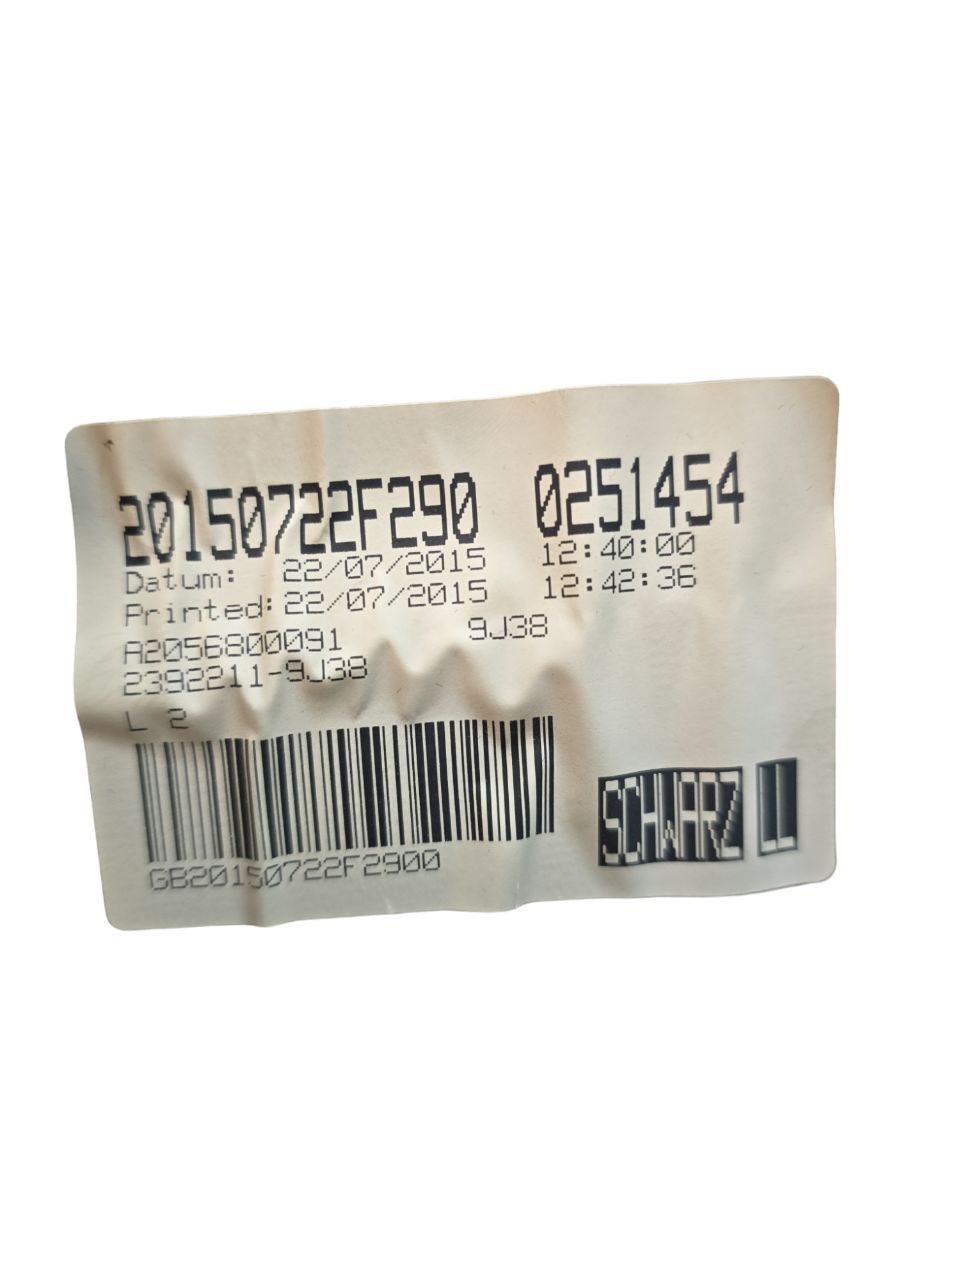 20150722F290 0251454
Datum: 22/07/2015 12:40:00
Printed: 22/07/2015 12:42:36
A2056800091 9J38
2392211-9J38
L 2
GB20150722F2900
SCHWARZ LL